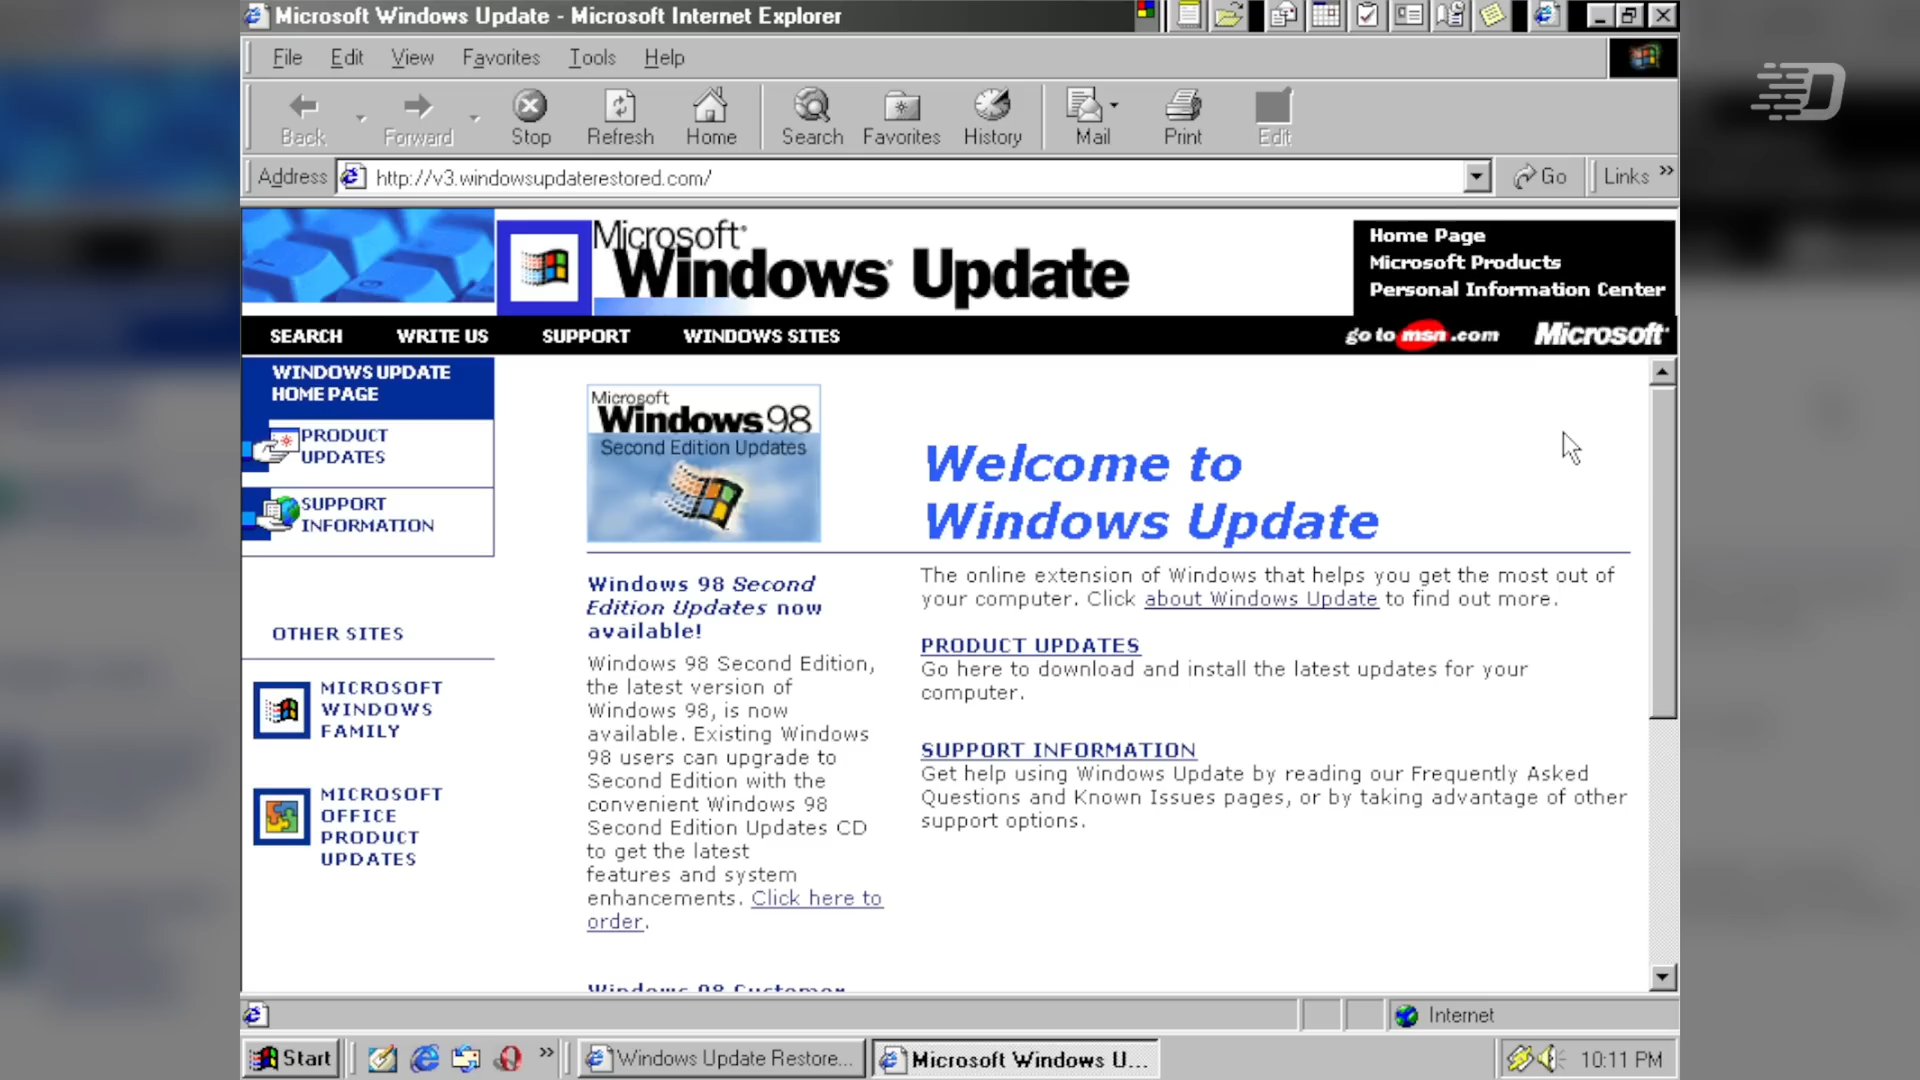 Microsoft Windows Update - Microsoft Internet Explorer
File Edit View Favorites Tools Help
Back Forward Stop Refresh Home Search Favorites History Mail Print Edit
Address http://v3.windowsupdaterestored.com/ Go Links »
Microsoft®
Windows® Update
Home Page
Microsoft Products
Personal Information Center
SEARCH WRITE US SUPPORT WINDOWS SITES go to msn.com Microsoft®
WINDOWS UPDATE
HOME PAGE
PRODUCT
UPDATES
SUPPORT
INFORMATION
OTHER SITES
MICROSOFT
WINDOWS
FAMILY
MICROSOFT
OFFICE
PRODUCT
UPDATES
Microsoft
Windows 98
Second Edition Updates
Windows 98 Second
Edition Updates now
available!
Windows 98 Second Edition,
the latest version of
Windows 98, is now
available. Existing Windows
98 users can upgrade to
Second Edition with the
convenient Windows 98
Second Edition Updates CD
to get the latest
features and system
enhancements. Click here to
order.
Windows 98 Customer
Welcome to
Windows Update
The online extension of Windows that helps you get the most out of
your computer. Click about Windows Update to find out more.
PRODUCT UPDATES
Go here to download and install the latest updates for your
computer.
SUPPORT INFORMATION
Get help using Windows Update by reading our Frequently Asked
Questions and Known Issues pages, or by taking advantage of other
support options.
Internet
Start » Windows Update Restore... Microsoft Windows U... 10:11 PM